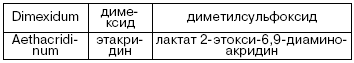 Dimexidum диме- диметилсульфоксид
ксид
Aethacridi- этакри- лактат 2-этокси-6,9-диамино-
num дин акридин